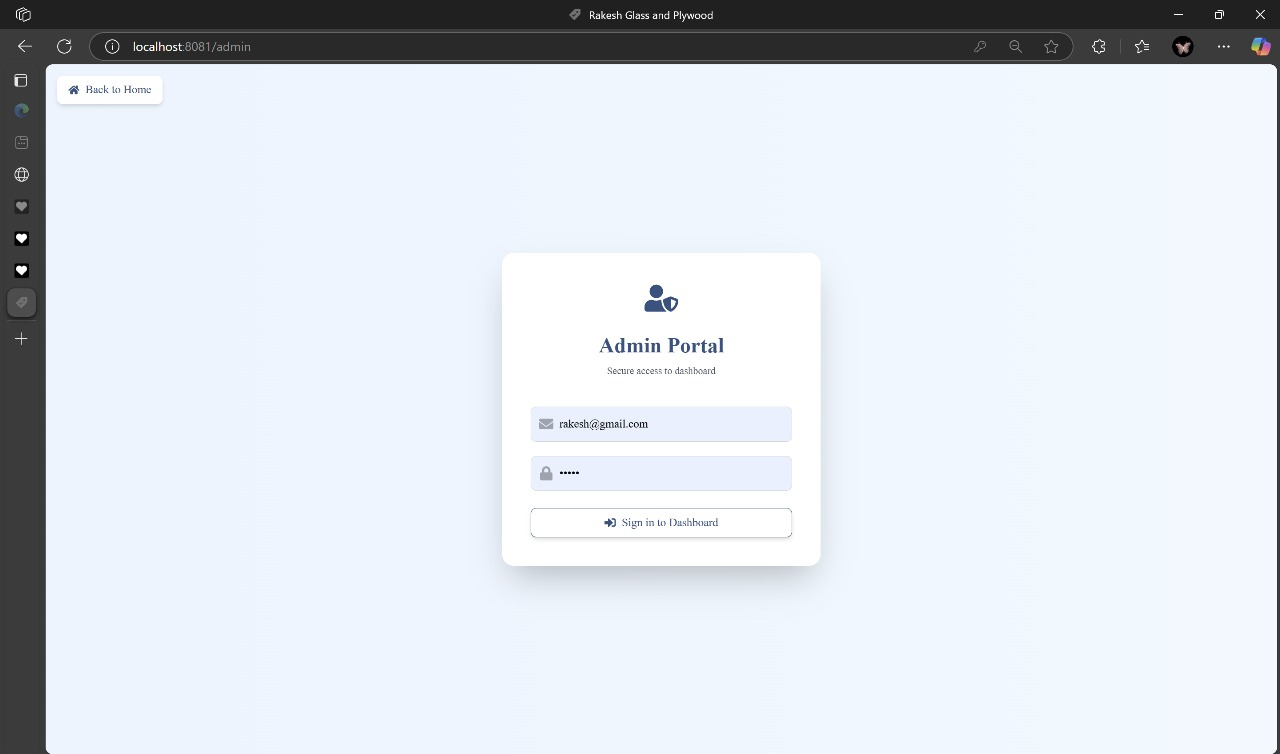 Rakesh Glass and Plywood
localhost:8081/admin
Back to Home
Admin Portal
Secure access to dashboard
rakesh@gmail.com
•••••
Sign in to Dashboard